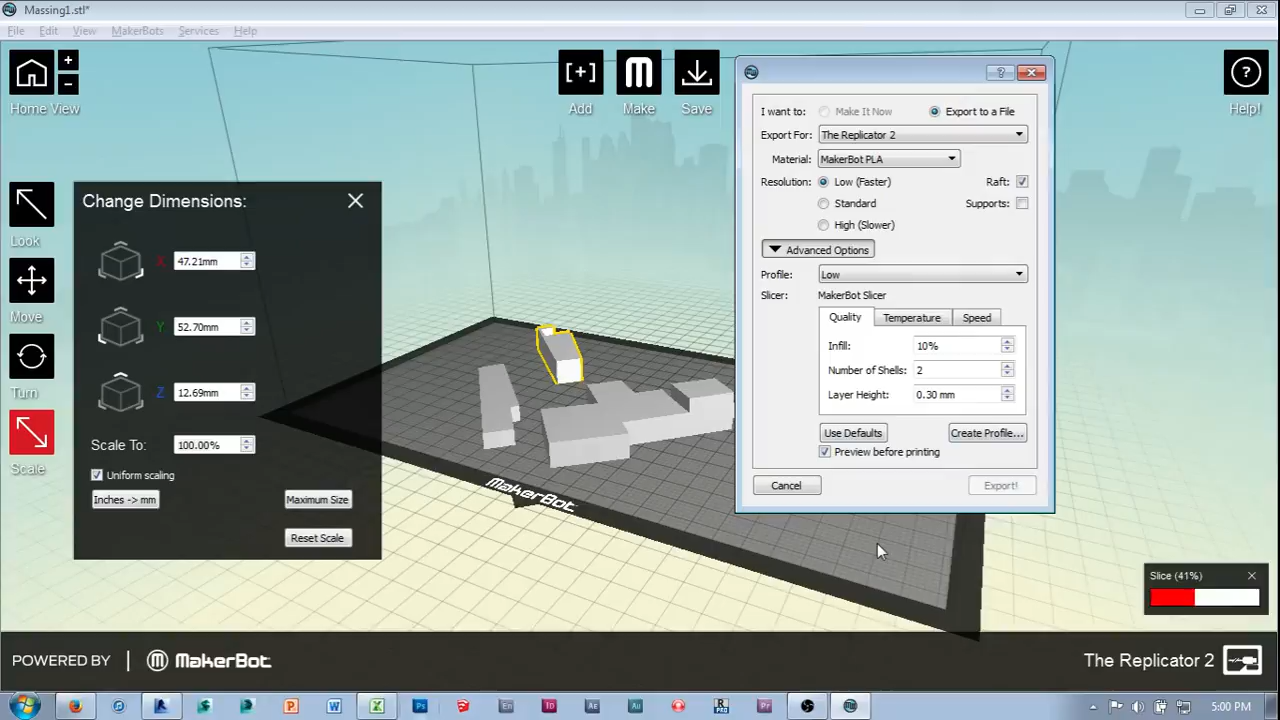 Massing1.stl*
File Edit View MakerBots Services Help
+
-
Home View
[+]
Add
M
Make
Save
?
Help!
Look
Move
Turn
Scale
Change Dimensions:
X 47.21mm
Y 52.70mm
Z 12.69mm
Scale To: 100.00%
Uniform scaling
Inches -> mm
Maximum Size
Reset Scale
MakerBot
I want to: Make It Now Export to a File
Export For: The Replicator 2
Material: MakerBot PLA
Resolution: Low (Faster) Raft:
Standard Supports:
High (Slower)
Advanced Options
Profile: Low
Slicer: MakerBot Slicer
Quality Temperature Speed
Infill: 10%
Number of Shells: 2
Layer Height: 0.30 mm
Use Defaults Create Profile...
Preview before printing
Cancel Export!
Slice (41%)
POWERED BY | M MakerBot
The Replicator 2
5:00 PM